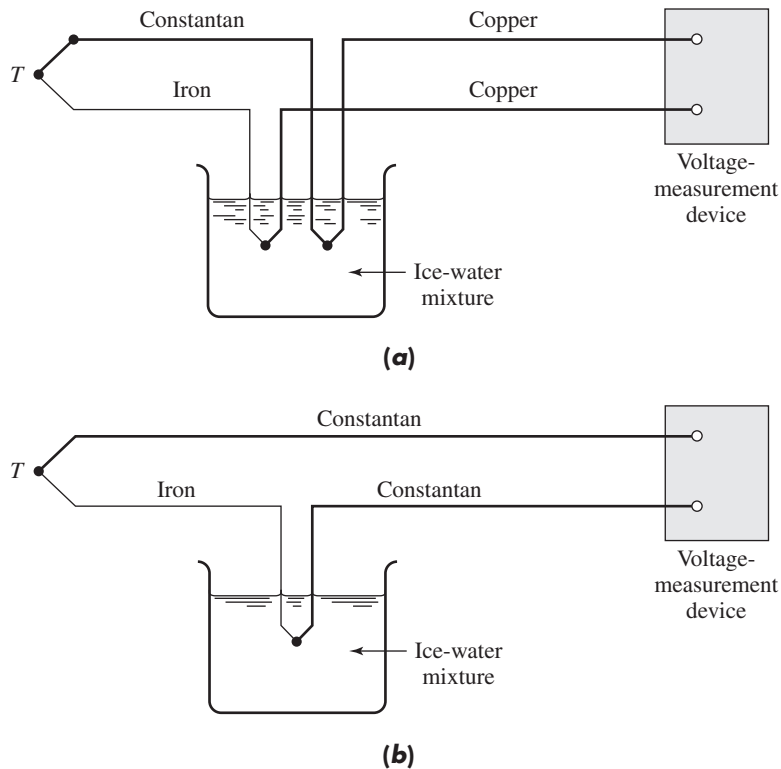 Constantan
Copper
T
Iron
Copper
Voltage-
measurement
device
Ice-water
mixture
(a)
Constantan
T
Iron
Constantan
Voltage-
measurement
device
Ice-water
mixture
(b)